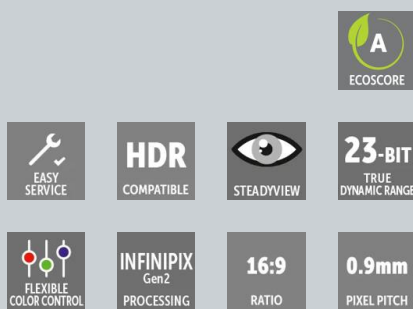 A
ECOSCORE
EASY
SERVICE
HDR
COMPATIBLE
STEADYVIEW
23-BIT
TRUE
DYNAMIC RANGE
FLEXIBLE
COLOR CONTROL
INFINIPIX
Gen2
PROCESSING
16:9
RATIO
0.9mm
PIXEL PITCH